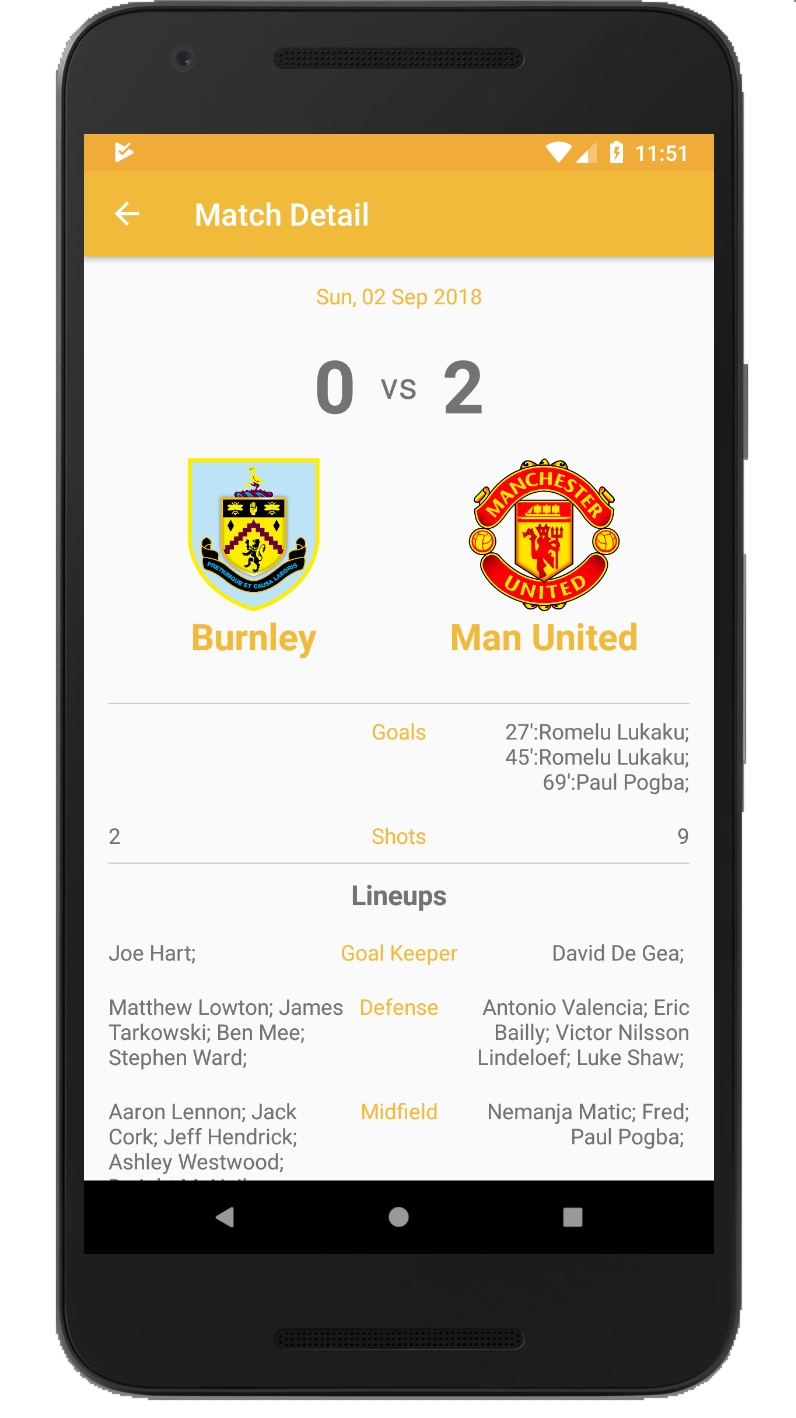 11:51
Match Detail
Sun, 02 Sep 2018
0 vs 2
PRETIUMQUE ET CAUSA LABORIS
MANCHESTER
UNITED
Burnley
Man United
Goals
27':Romelu Lukaku;
45':Romelu Lukaku;
69':Paul Pogba;
2 Shots 9
Lineups
Joe Hart; Goal Keeper David De Gea;
Matthew Lowton; James
Tarkowski; Ben Mee;
Stephen Ward;
Defense
Antonio Valencia; Eric
Bailly; Victor Nilsson
Lindeloef; Luke Shaw;
Aaron Lennon; Jack
Cork; Jeff Hendrick;
Ashley Westwood;
Midfield
Nemanja Matic; Fred;
Paul Pogba;